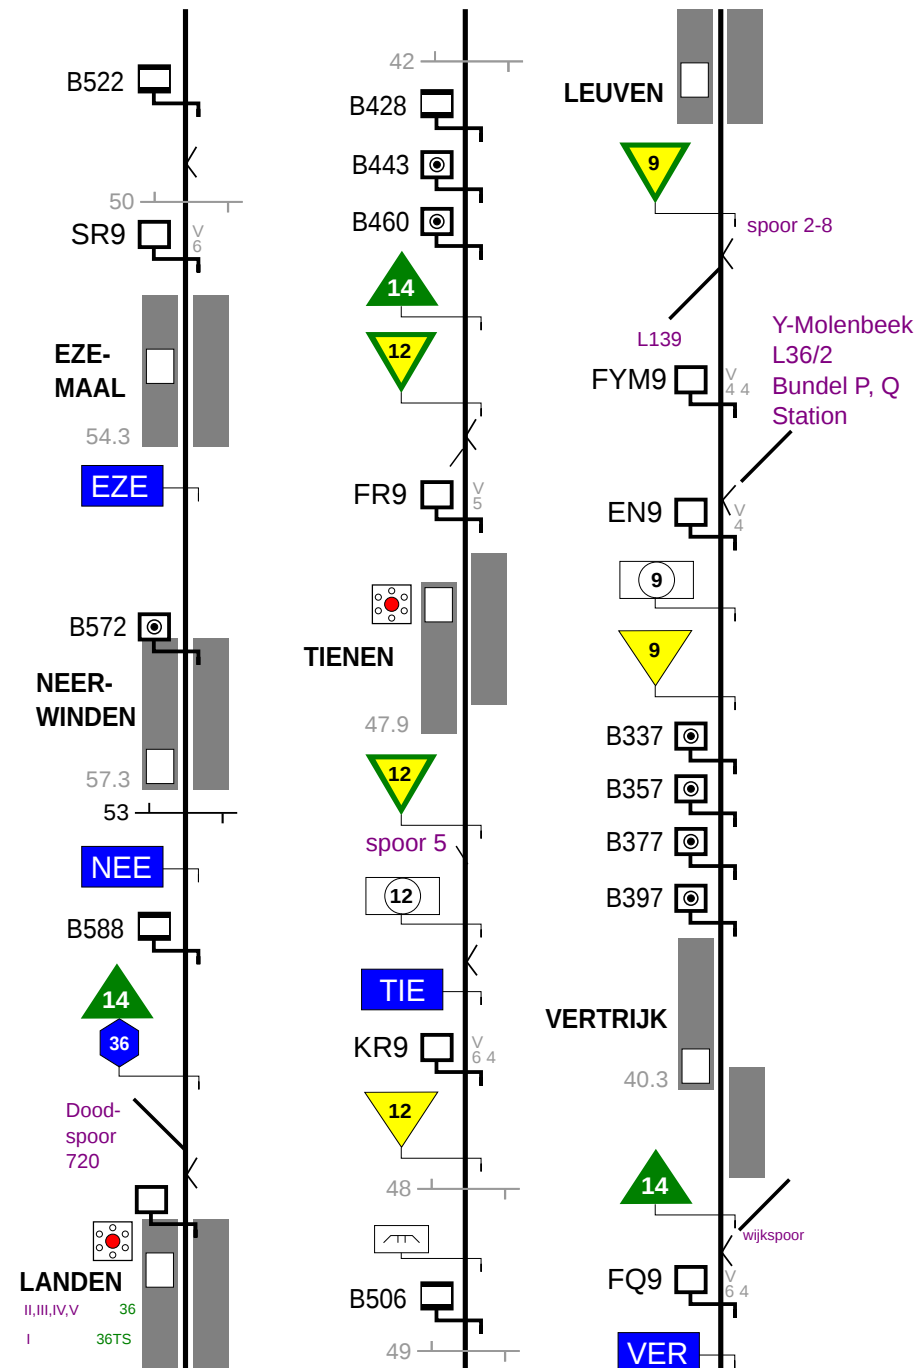 B522
50
SR9
V
6
EZE-
MAAL
54.3
EZE
B572
NEER-
WINDEN
57.3
53
NEE
B588
14
36
Dood-
spoor
720
LANDEN
II,III,IV,V 36
I 36TS
42
B428
B443
B460
14
12
FR9
V
5
TIENEN
47.9
12
spoor 5
12
TIE
KR9
V
6 4
12
48
B506
49
LEUVEN
9
spoor 2-8
L139
Y-Molenbeek
L36/2
Bundel P, Q
Station
FYM9
V
4 4
EN9
V
4
9
9
B337
B357
B377
B397
VERTRIJK
40.3
14
wijkspoor
FQ9
V
6 4
VER